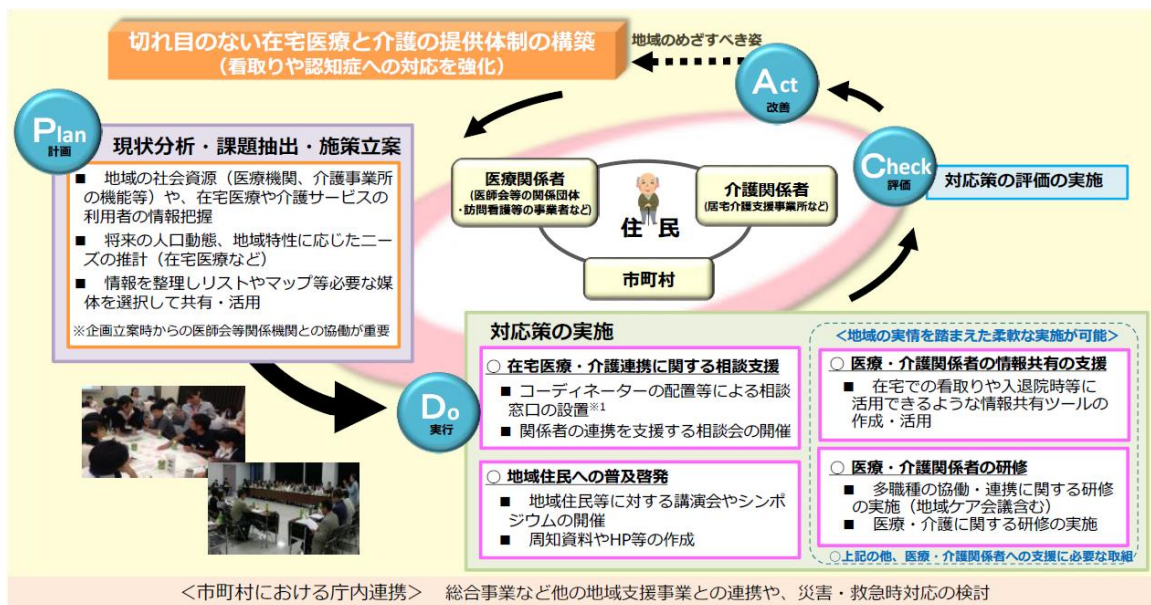 切れ目のない在宅医療と介護の提供体制の構築
（看取りや認知症への対応を強化）
地域のめざすべき姿
Act
改善
Plan
計画
現状分析・課題抽出・施策立案
■ 地域の社会資源（医療機関、介護事業所
の機能等）や、在宅医療や介護サービスの
利用者の情報把握
■ 将来の人口動態、地域特性に応じたニー
ズの推計（在宅医療など）
■ 情報を整理しリストやマップ等必要な媒
体を選択して共有・活用
※企画立案時からの医師会等関係機関との協働が重要
医療関係者
（医師会等の関係団体
・訪問看護等の事業者など）
介護関係者
（居宅介護支援事業所など）
住 民
市町村
Check
評価
対応策の評価の実施
Do
実行
対応策の実施
○ 在宅医療・介護連携に関する相談支援
■ コーディネーターの配置等による相談
窓口の設置※1
■ 関係者の連携を支援する相談会の開催
○ 地域住民への普及啓発
■ 地域住民等に対する講演会やシンポ
ジウムの開催
■ 周知資料やHP等の作成
＜地域の実情を踏まえた柔軟な実施が可能＞
○ 医療・介護関係者の情報共有の支援
■ 在宅での看取りや入退院時等に
活用できるような情報共有ツールの
作成・活用
○ 医療・介護関係者の研修
■ 多職種の協働・連携に関する研修
の実施（地域ケア会議含む）
■ 医療・介護に関する研修の実施
○上記の他、医療・介護関係者への支援に必要な取組
＜市町村における庁内連携＞ 総合事業など他の地域支援事業との連携や、災害・救急時対応の検討